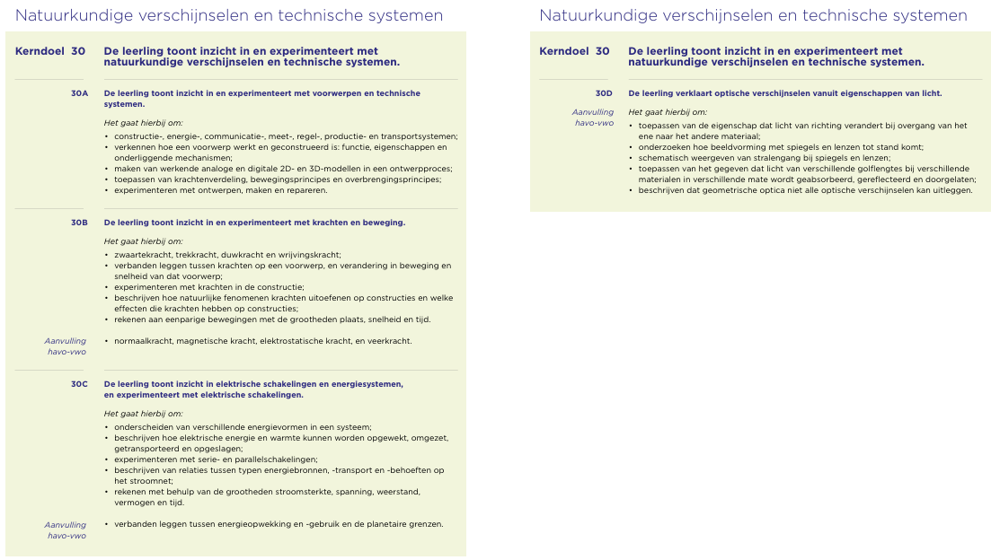 Natuurkundige verschijnselen en technische systemen
Kerndoel 30 De leerling toont inzicht in en experimenteert met
natuurkundige verschijnselen en technische systemen.
30A De leerling toont inzicht in en experimenteert met voorwerpen en technische
systemen.
Het gaat hierbij om:
• constructie-, energie-, communicatie-, meet-, regel-, productie- en transportsystemen;
• verkennen hoe een voorwerp werkt en geconstrueerd is: functie, eigenschappen en
onderliggende mechanismen;
• maken van werkende analoge en digitale 2D- en 3D-modellen in een ontwerpproces;
• toepassen van krachtenverdeling, bewegingsprincipes en overbrengingsprincipes;
• experimenteren met ontwerpen, maken en repareren.
30B De leerling toont inzicht in en experimenteert met krachten en beweging.
Het gaat hierbij om:
• zwaartekracht, trekkracht, duwkracht en wrijvingskracht;
• verbanden leggen tussen krachten op een voorwerp, en verandering in beweging en
snelheid van dat voorwerp;
• experimenteren met krachten in de constructie;
• beschrijven hoe natuurlijke fenomenen krachten uitoefenen op constructies en welke
effecten die krachten hebben op constructies;
• rekenen aan eenparige bewegingen met de grootheden plaats, snelheid en tijd.
Aanvulling • normaalkracht, magnetische kracht, elektrostatische kracht, en veerkracht.
havo-vwo
30C De leerling toont inzicht in elektrische schakelingen en energiesystemen,
en experimenteert met elektrische schakelingen.
Het gaat hierbij om:
• onderscheiden van verschillende energievormen in een systeem;
• beschrijven hoe elektrische energie en warmte kunnen worden opgewekt, omgezet,
getransporteerd en opgeslagen;
• experimenteren met serie- en parallelschakelingen;
• beschrijven van relaties tussen typen energiebronnen, -transport en -behoeften op
het stroomnet;
• rekenen met behulp van de grootheden stroomsterkte, spanning, weerstand,
vermogen en tijd.
Aanvulling • verbanden leggen tussen energieopwekking en -gebruik en de planetaire grenzen.
havo-vwo
Natuurkundige verschijnselen en technische systemen
Kerndoel 30 De leerling toont inzicht in en experimenteert met
natuurkundige verschijnselen en technische systemen.
30D De leerling verklaart optische verschijnselen vanuit eigenschappen van licht.
Aanvulling Het gaat hierbij om:
havo-vwo
• toepassen van de eigenschap dat licht van richting verandert bij overgang van het
ene naar het andere materiaal;
• onderzoeken hoe beeldvorming met spiegels en lenzen tot stand komt;
• schematisch weergeven van stralengang bij spiegels en lenzen;
• toepassen van het gegeven dat licht van verschillende golflengtes bij verschillende
materialen in verschillende mate wordt geabsorbeerd, gereflecteerd en doorgelaten;
• beschrijven dat geometrische optica niet alle optische verschijnselen kan uitleggen.